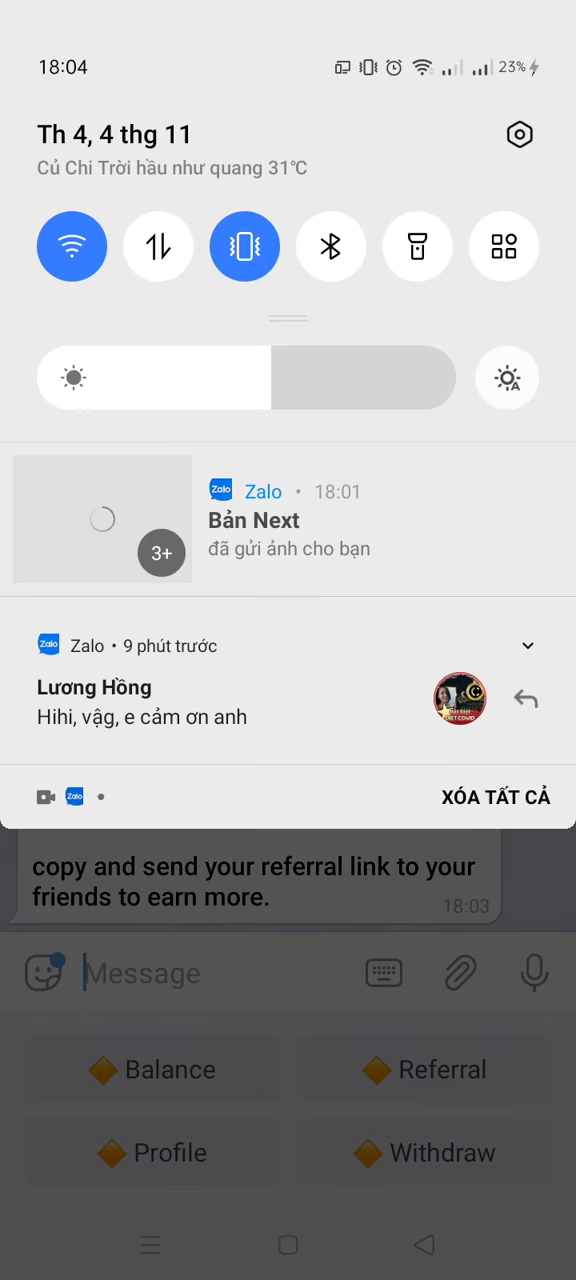 18:04
23%
Th 4, 4 thg 11
Củ Chi Trời hầu như quang 31°C
A
Zalo Zalo • 18:01
Bản Next
đã gửi ảnh cho bạn
3+
Zalo Zalo • 9 phút trước
Lương Hồng
Hihi, vậg, e cảm ơn anh
Zalo •
XÓA TẤT CẢ
copy and send your referral link to your
friends to earn more.
18:03
Message
Balance
Referral
Profile
Withdraw